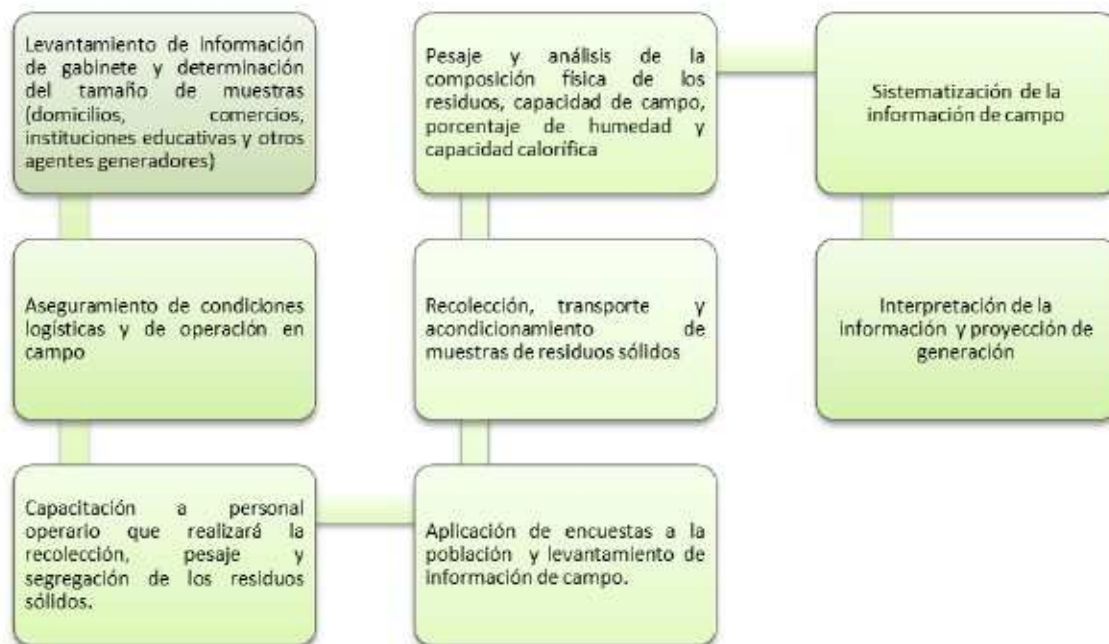 Levantamiento de información
de gabinete y determinación
del tamaño de muestras
(domicilios, comercios,
instituciones educativas y otros
agentes generadores)
Aseguramiento de condiciones
logísticas y de operación en
campo
Capacitación a personal
operario que realizará la
recolección, pesaje y
segregación de los residuos
sólidos.
Aplicación de encuestas a la
población y levantamiento de
información de campo.
Recolección, transporte y
acondicionamiento de
muestras de residuos sólidos
Pesaje y análisis de la
composición física de los
residuos, capacidad de campo,
porcentaje de humedad y
capacidad calorífica
Sistematización de la
información de campo
Interpretación de la
información y proyección de
generación